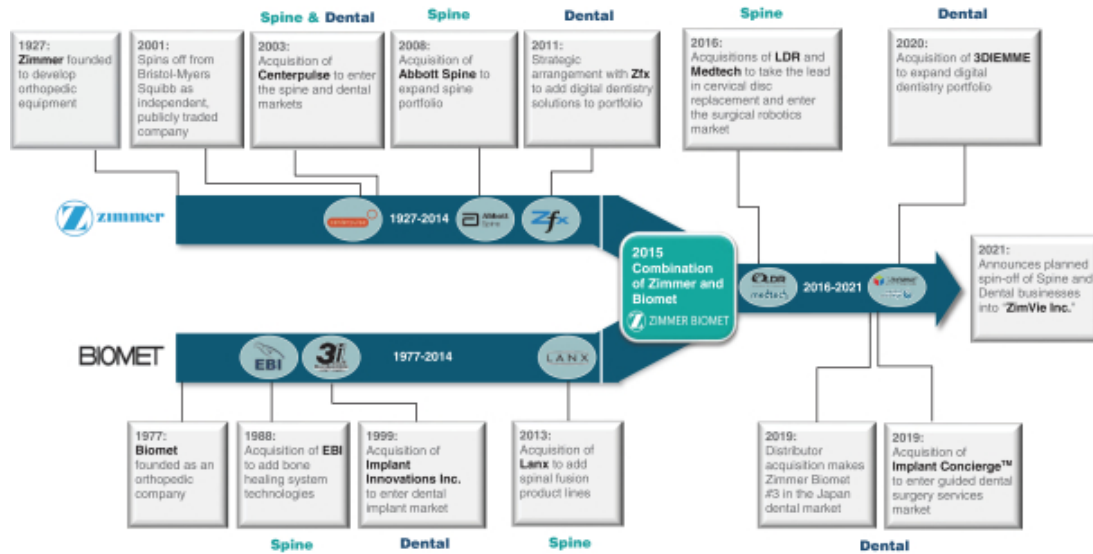 Spine & Dental
Spine
Dental
Spine
Dental
1927:
Zimmer founded
to develop
orthopedic
equipment
2001:
Spins off from
Bristol-Myers
Squibb as
independent,
publicly traded
company
2003:
Acquisition of
Centerpulse to enter
the spine and dental
markets
2008:
Acquisition of
Abbott Spine to
expand spine
portfolio
2011:
Strategic
arrangement with Zfx
to add digital dentistry
solutions to portfolio
2016:
Acquisitions of LDR and
Medtech to take the lead
in cervical disc
replacement and enter
the surgical robotics
market
2020:
Acquisition of 3DIEMME
to expand digital
dentistry portfolio
zimmer
1927-2014
Abbott
Spine
Zfx
2015
Combination
of Zimmer and
Biomet
ZIMMER BIOMET
LDR
medtech
2016-2021
2021:
Announces planned
spin-off of Spine and
Dental businesses
into "ZimVie Inc."
BIOMET
EBI
3i
1977-2014
LANX
1977:
Biomet
founded as an
orthopedic
company
1988:
Acquisition of EBI
to add bone
healing system
technologies
1999:
Acquisition of
Implant
Innovations Inc.
to enter dental
implant market
2013:
Acquisition of
Lanx to add
spinal fusion
product lines
2019:
Distributor
acquisition makes
Zimmer Biomet
#3 in the Japan
dental market
2019:
Acquisition of
Implant Concierge™
to enter guided dental
surgery services
market
Spine
Dental
Spine
Dental